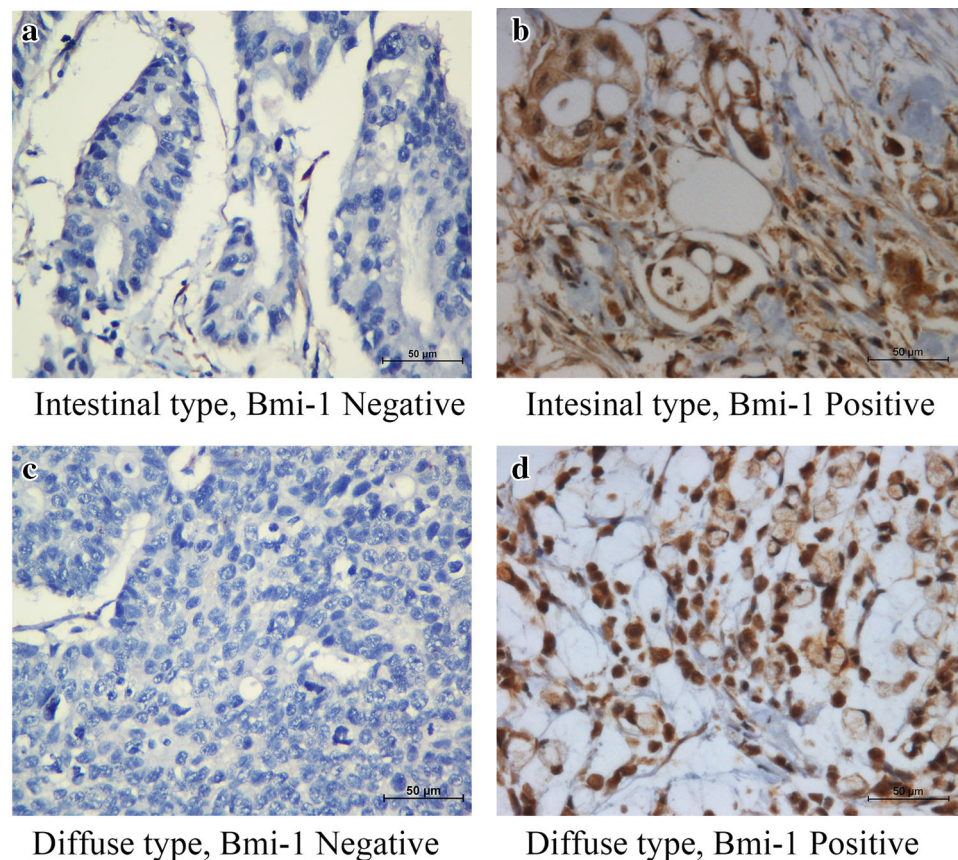 a
b
50 µm
50 µm
Intestinal type, Bmi-1 Negative
Intesinal type, Bmi-1 Positive
c
d
50 µm
50 µm
Diffuse type, Bmi-1 Negative
Diffuse type, Bmi-1 Positive